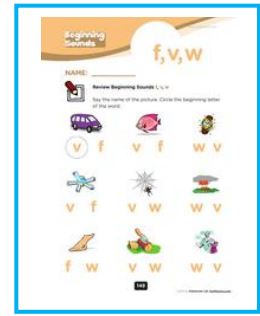 Beginning
Sounds
f,v,w
NAME:
Review Beginning Sounds f, v, w
Say the name of the picture. Circle the beginning letter
of the word.
v f v f w v
v f v w w v
f w v w w v
149